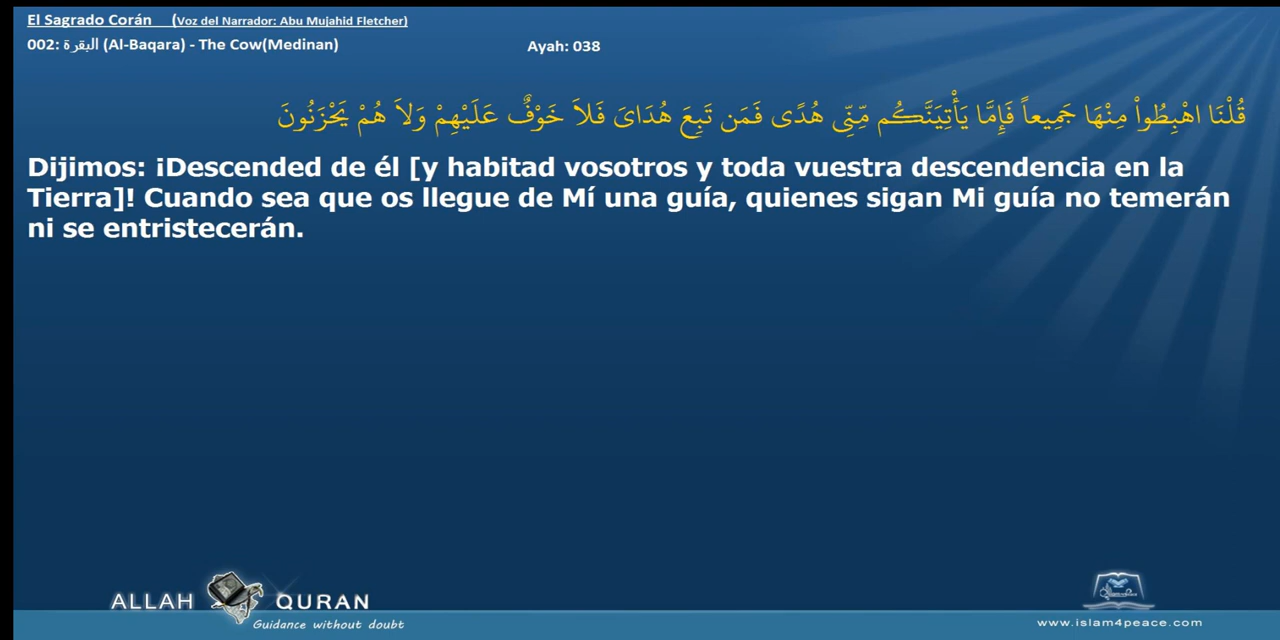 El Sagrado Corán (Voz del Narrador: Abu Mujahid Fletcher)
002: البقرة (Al-Baqara) - The Cow(Medinan) Ayah: 038
قُلْنَا اهْبِطُواْ مِنْهَا جَمِيعاً فَإِمَّا يَأْتِيَنَّكُم مِّنِّى هُدًى فَمَن تَبِعَ هُدَاىَ فَلاَ خَوْفٌ عَلَيْهِمْ وَلاَ هُمْ يَحْزَنُونَ
Dijimos: ¡Descended de él [y habitad vosotros y toda vuestra descendencia en la
Tierra]! Cuando sea que os llegue de Mí una guía, quienes sigan Mi guía no temerán
ni se entristecerán.
ALLAH QURAN
Guidance without doubt
www.islam4peace.com